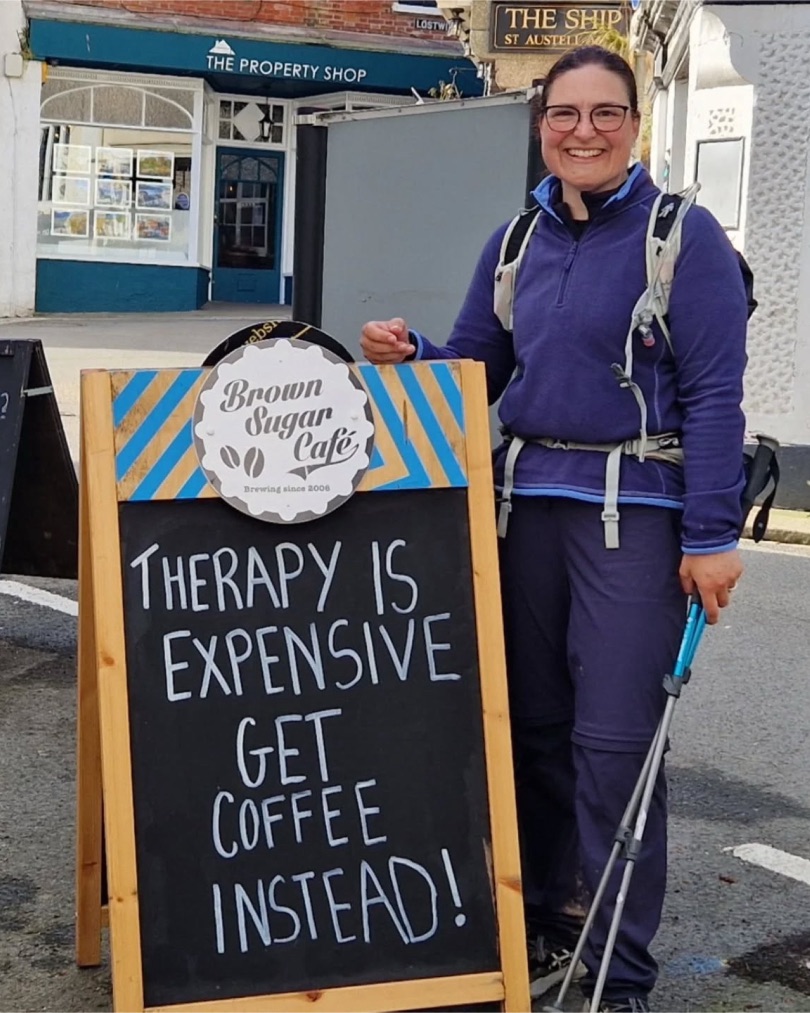 LOSTWI
THE PROPERTY SHOP
THE SHIP
ST AUSTELL
Brown
Sugar
Café
Brewing since 2006
THERAPY IS
EXPENSIVE
GET
COFFEE
INSTEAD!